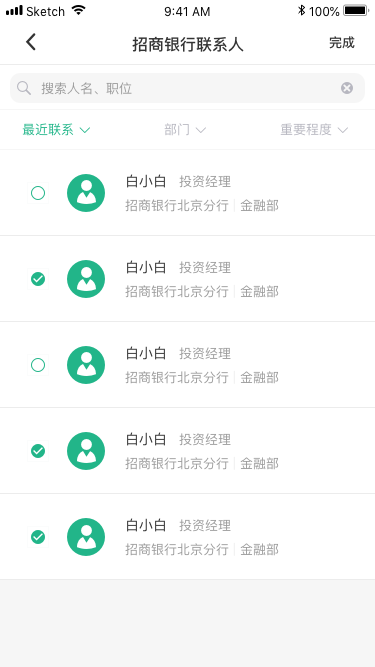 Sketch 9:41 AM 100%
招商银行联系人 完成
搜索人名、职位
最近联系 部门 重要程度
白小白 投资经理
招商银行北京分行 | 金融部
白小白 投资经理
招商银行北京分行 | 金融部
白小白 投资经理
招商银行北京分行 | 金融部
白小白 投资经理
招商银行北京分行 | 金融部
白小白 投资经理
招商银行北京分行 | 金融部